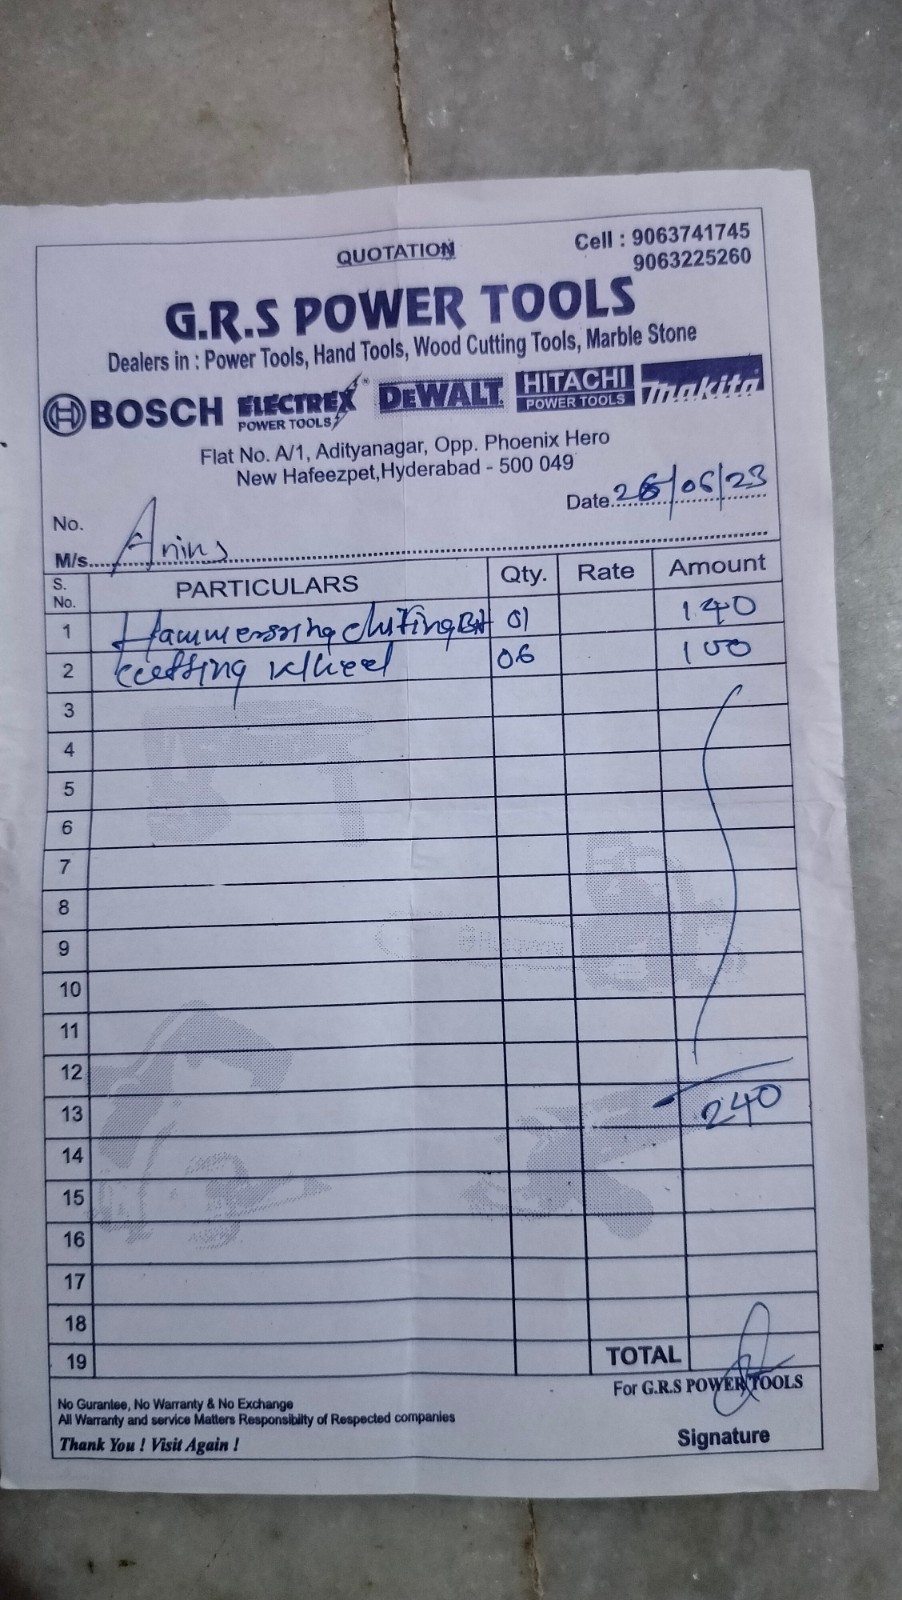 QUOTATION
Cell : 9063741745
9063225260
G.R.S POWER TOOLS
Dealers in : Power Tools, Hand Tools, Wood Cutting Tools, Marble Stone
BOSCH ELECTREX POWER TOOLS DEWALT HITACHI POWER TOOLS makita
Flat No. A/1, Adityanagar, Opp. Phoenix Hero
New Hafeezpet,Hyderabad - 500 049
Date 26/06/23
No.
M/s.
S. No. PARTICULARS Qty. Rate Amount
1 Hammering Bit 01 140
2 cutting wheel 06 100
3
4
5
6
7
8
9
10
11
12
13 240
14
15
16
17
18
19 TOTAL
For G.R.S POWER TOOLS
No Gurantee, No Warranty & No Exchange
All Warranty and service Matters Responsibilty of Respected companies
Thank You ! Visit Again !
Signature